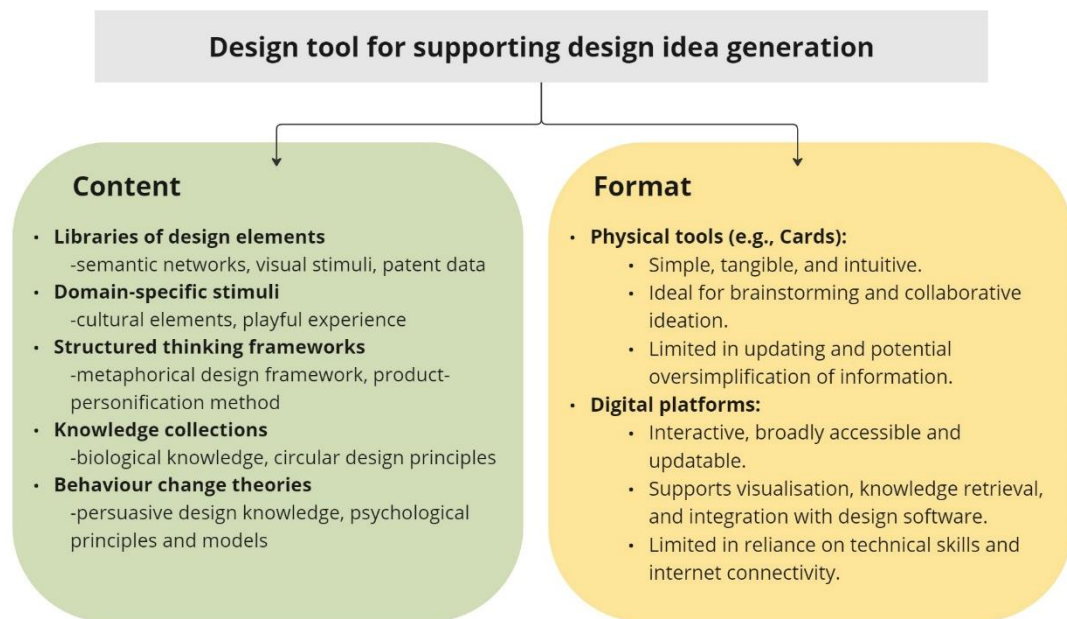 Design tool for supporting design idea generation
Content
• Libraries of design elements
-semantic networks, visual stimuli, patent data
• Domain-specific stimuli
-cultural elements, playful experience
• Structured thinking frameworks
-metaphorical design framework, product-
personification method
• Knowledge collections
-biological knowledge, circular design principles
• Behaviour change theories
-persuasive design knowledge, psychological
principles and models
Format
• Physical tools (e.g., Cards):
• Simple, tangible, and intuitive.
• Ideal for brainstorming and collaborative
ideation.
• Limited in updating and potential
oversimplification of information.
• Digital platforms:
• Interactive, broadly accessible and
updatable.
• Supports visualisation, knowledge retrieval,
and integration with design software.
• Limited in reliance on technical skills and
internet connectivity.